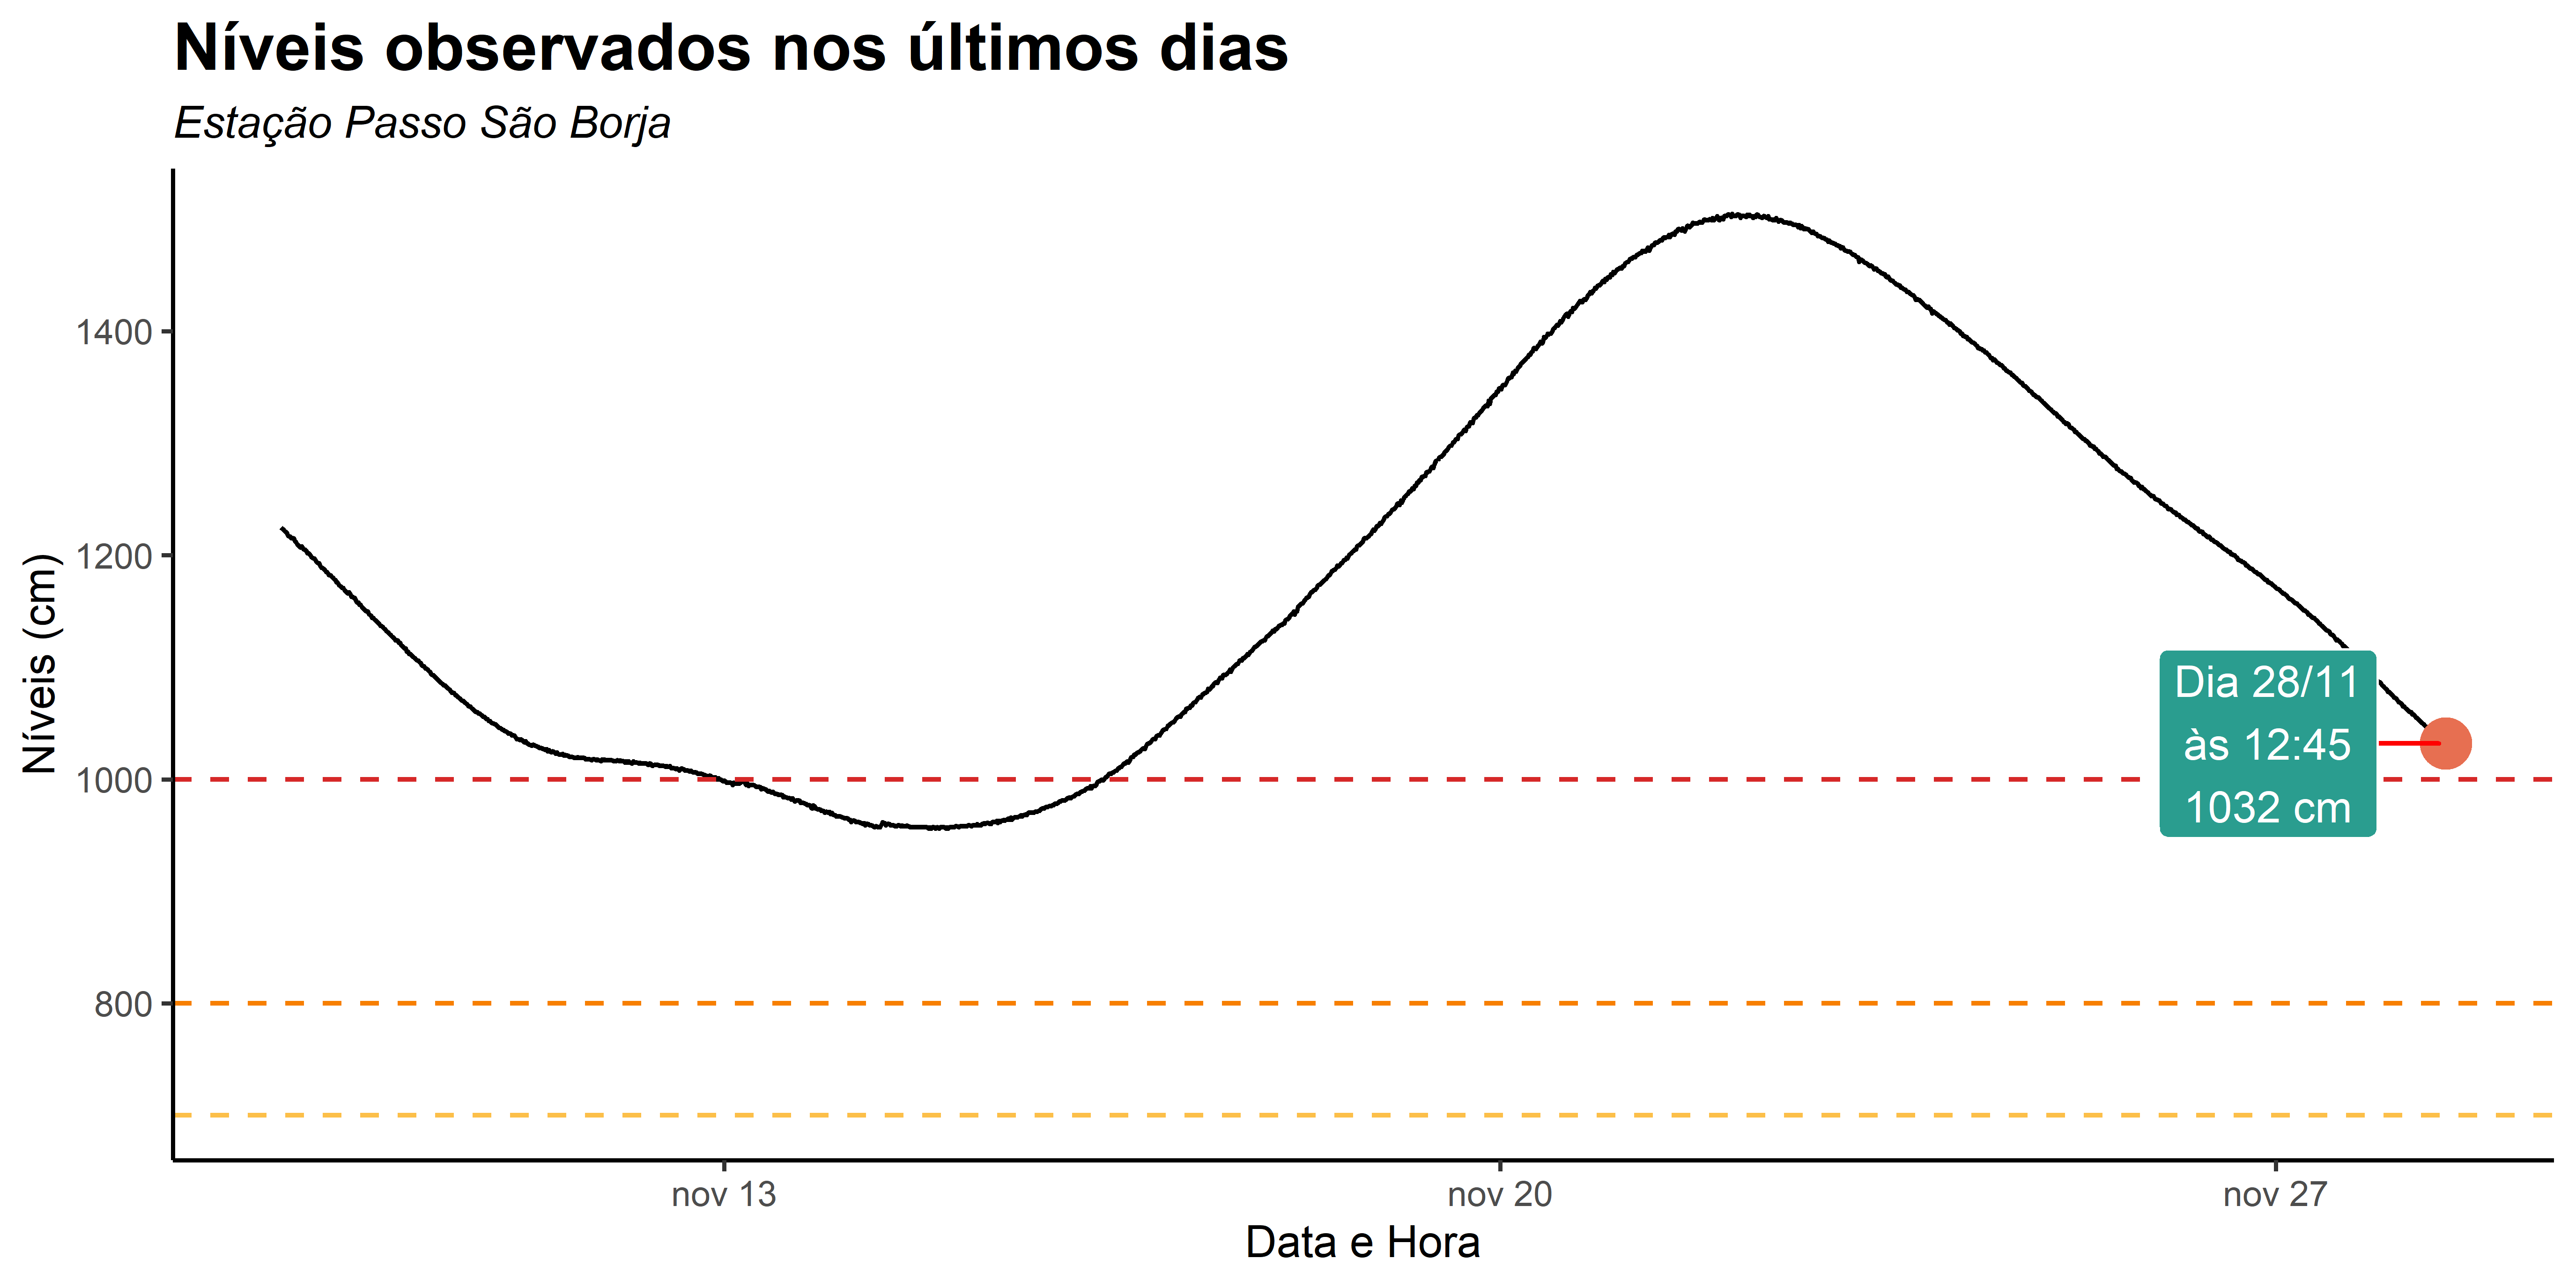 Níveis observados nos últimos dias
Estação Passo São Borja
Níveis (cm)
1400
1200
1000
800
Dia 28/11
às 12:45
1032 cm
nov 13
nov 20
nov 27
Data e Hora